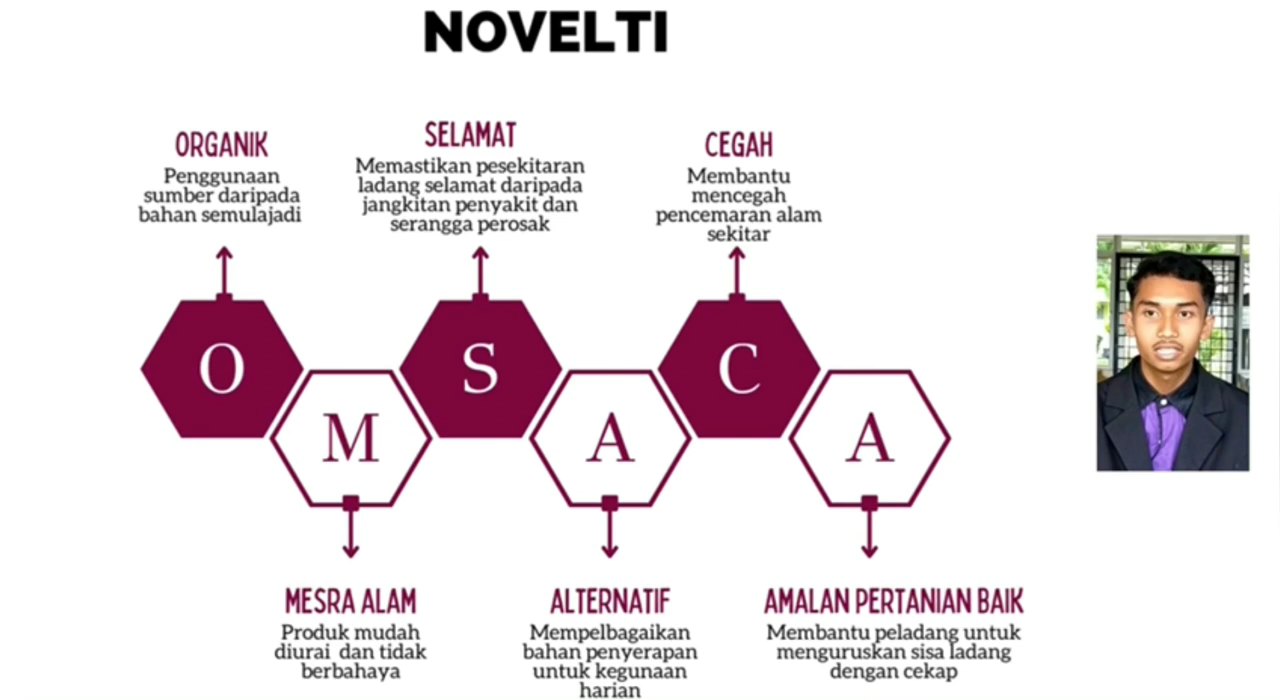 NOVELTI
ORGANIK
Penggunaan
sumber daripada
bahan semulajadi
SELAMAT
Memastikan pesekitaran
ladang selamat daripada
jangkitan penyakit dan
serangga perosak
CEGAH
Membantu
mencegah
pencemaran alam
sekitar
O
M
S
A
C
A
MESRA ALAM
Produk mudah
diurai dan tidak
berbahaya
ALTERNATIF
Mempelbagaikan
bahan penyerapan
untuk kegunaan
harian
AMALAN PERTANIAN BAIK
Membantu peladang untuk
menguruskan sisa ladang
dengan cekap